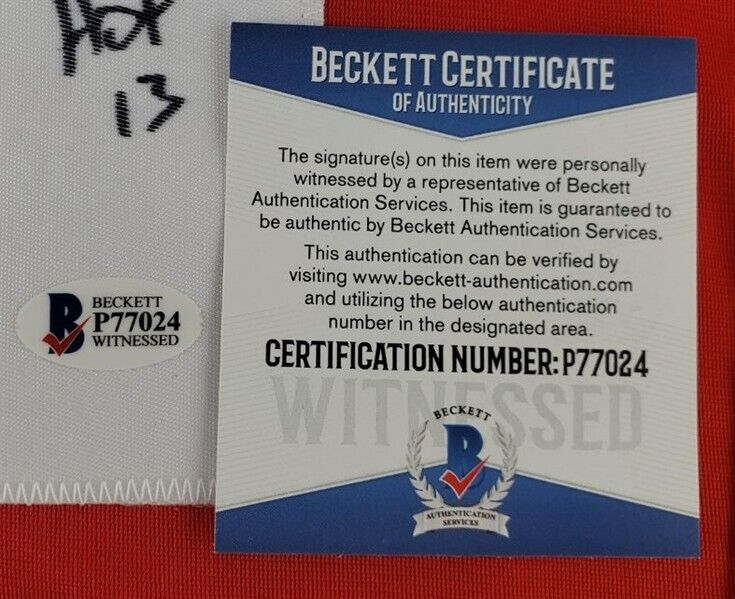 HOF
13
BECKETT
P77024
WITNESSED
BECKETT CERTIFICATE
OF AUTHENTICITY
The signature(s) on this item were personally
witnessed by a representative of Beckett
Authentication Services. This item is guaranteed to
be authentic by Beckett Authentication Services.
This authentication can be verified by
visiting www.beckett-authentication.com
and utilizing the below authentication
number in the designated area.
CERTIFICATION NUMBER: P77024
WITNESSED
BECKETT
B
AUTHENTICATION
SERVICES